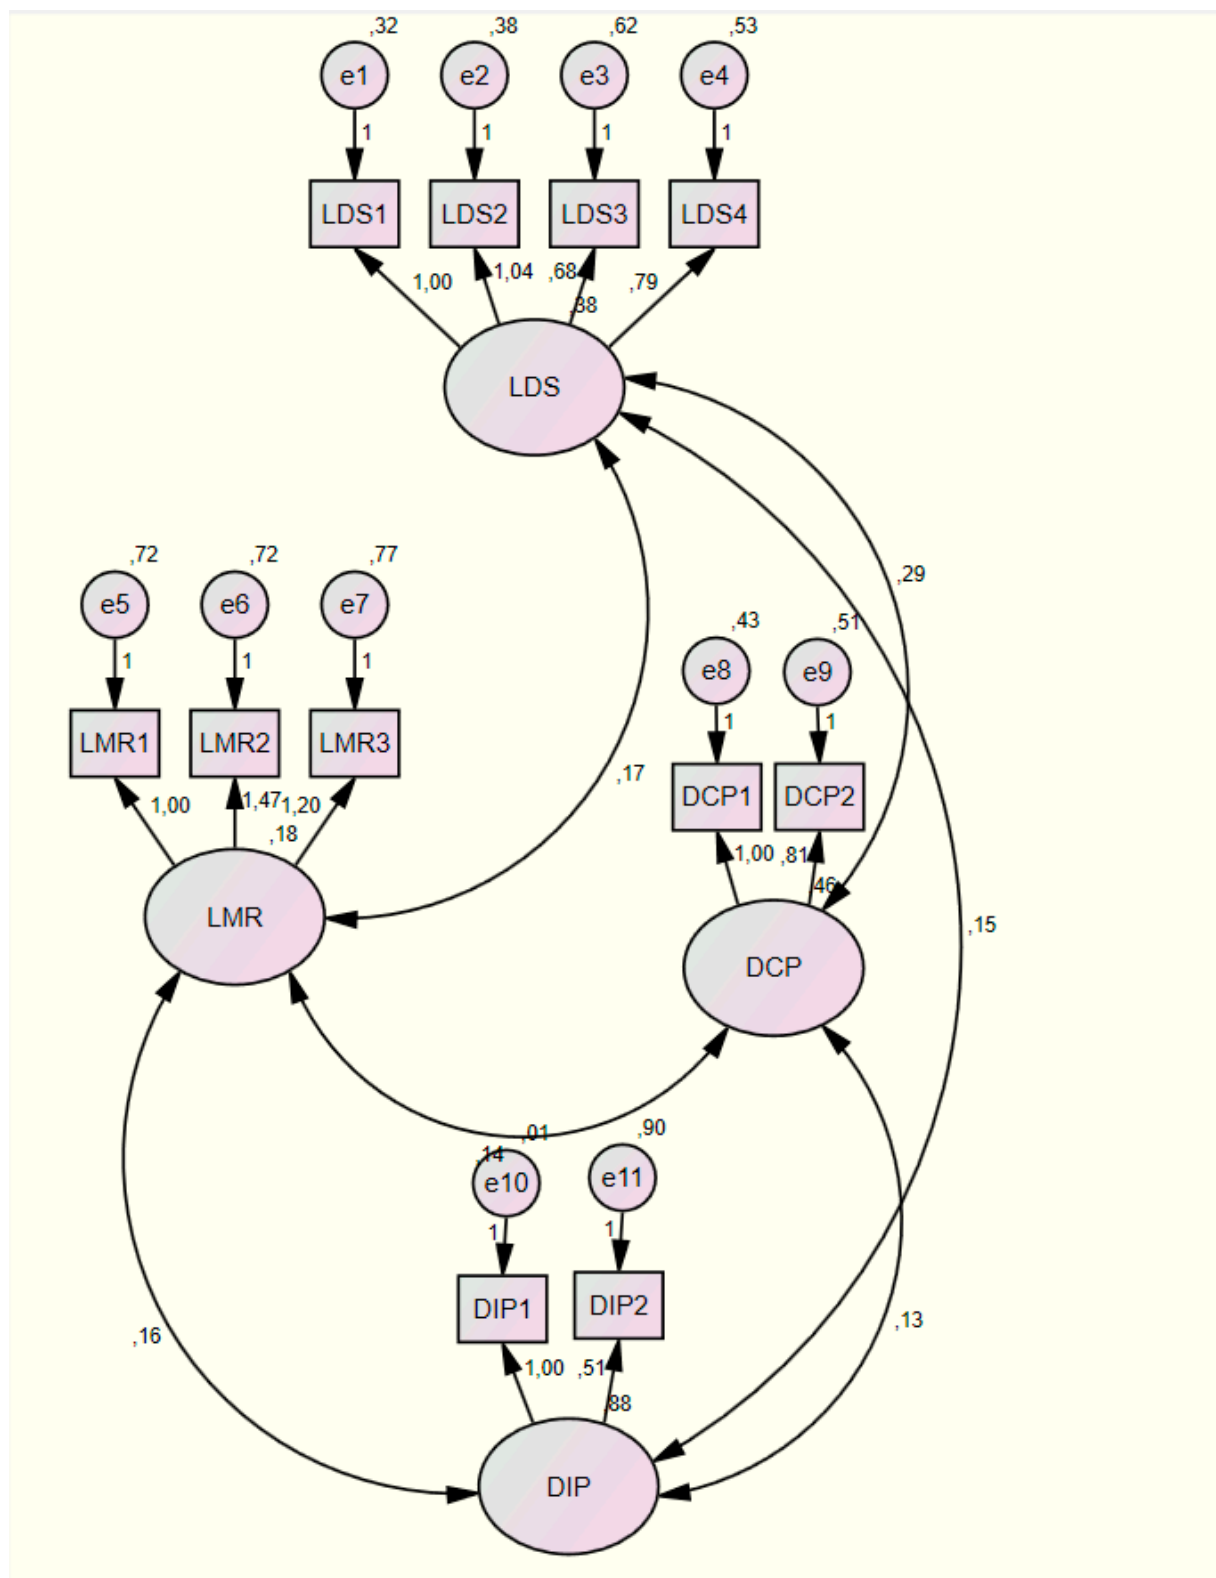 ,32 ,38 ,62 ,53
e1 e2 e3 e4
1 1 1 1
LDS1 LDS2 LDS3 LDS4
1,00 1,04 ,68 ,79
,38
LDS
,29
,72 ,72 ,77
e5 e6 e7
1 1 1
LMR1 LMR2 LMR3
1,00 1,47 1,20
,18
LMR
,17
,43 ,51
e8 e9
1 1
DCP1 DCP2
1,00 ,81
,46
DCP
,15
,01
,14 ,90
e10 e11
1 1
DIP1 DIP2
1,00 ,51
,88
DIP
,16
,13